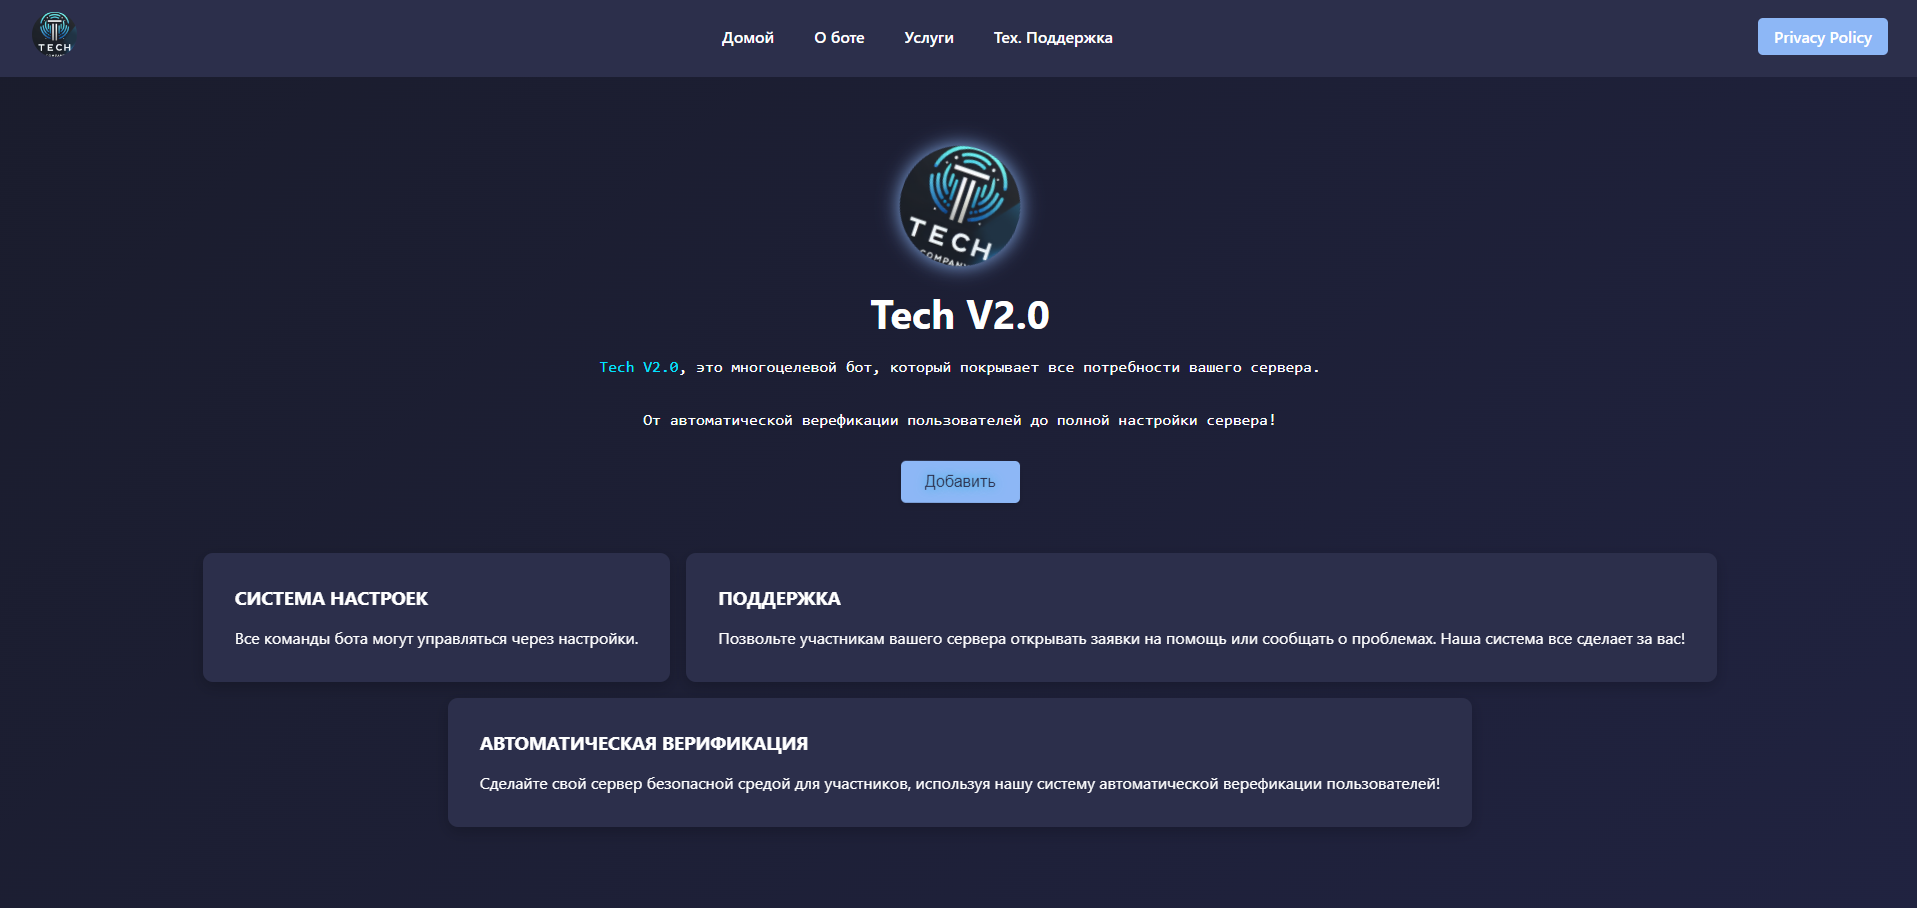 TECH
COMPANY
Домой
О боте
Услуги
Тех. Поддержка
Privacy Policy
TECH
COMPANY
Tech V2.0
Tech V2.0, это многоцелевой бот, который покрывает все потребности вашего сервера.
От автоматической верефикации пользователей до полной настройки сервера!
Добавить
СИСТЕМА НАСТРОЕК
Все команды бота могут управляться через настройки.
ПОДДЕРЖКА
Позвольте участникам вашего сервера открывать заявки на помощь или сообщать о проблемах. Наша система все сделает за вас!
АВТОМАТИЧЕСКАЯ ВЕРИФИКАЦИЯ
Сделайте свой сервер безопасной средой для участников, используя нашу систему автоматической верефикации пользователей!